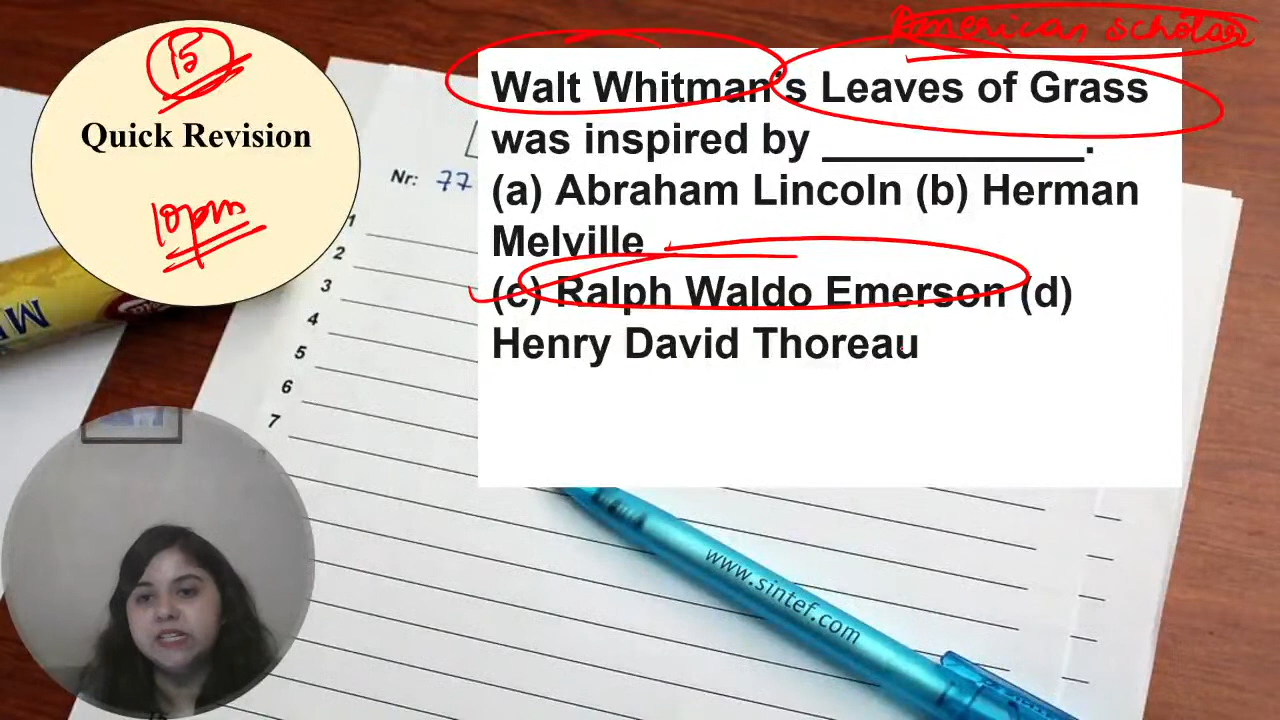 American scholar
15
Quick Revision
10pm
Walt Whitman's Leaves of Grass
was inspired by ___________.
(a) Abraham Lincoln (b) Herman
Melville
(c) Ralph Waldo Emerson (d)
Henry David Thoreau
Nr: 77
1
2
3
4
5
6
7
www.sintef.com